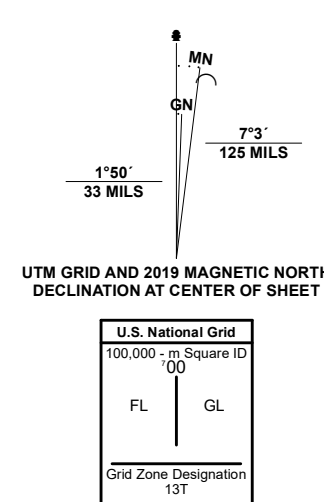 MN
GN
7°3´
125 MILS
1°50´
33 MILS
UTM GRID AND 2019 MAGNETIC NORTH
DECLINATION AT CENTER OF SHEET
U.S. National Grid
100,000 - m Square ID
⁷00
FL GL
Grid Zone Designation
13T